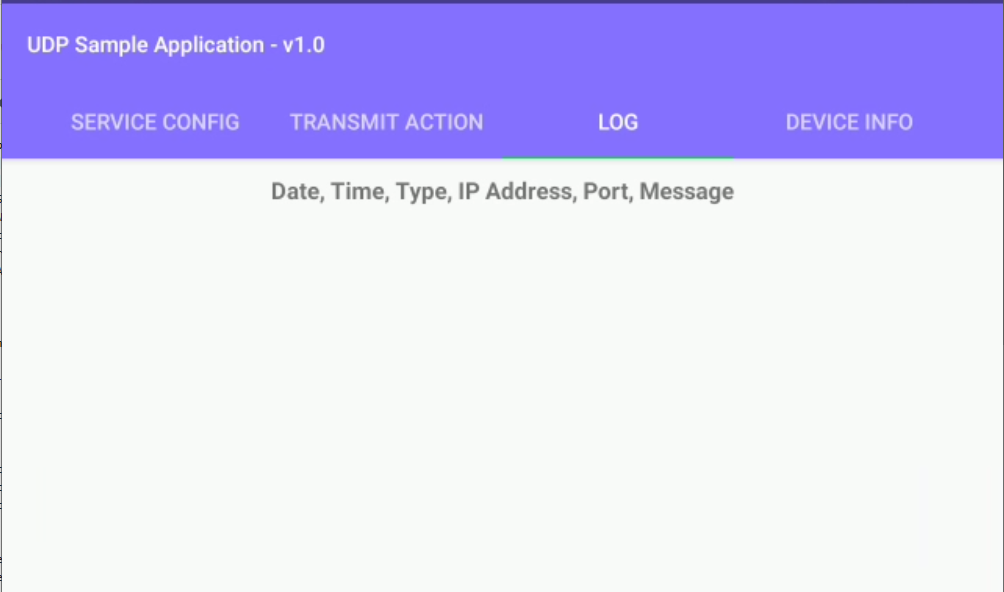 UDP Sample Application - v1.0
SERVICE CONFIG TRANSMIT ACTION LOG DEVICE INFO
Date, Time, Type, IP Address, Port, Message